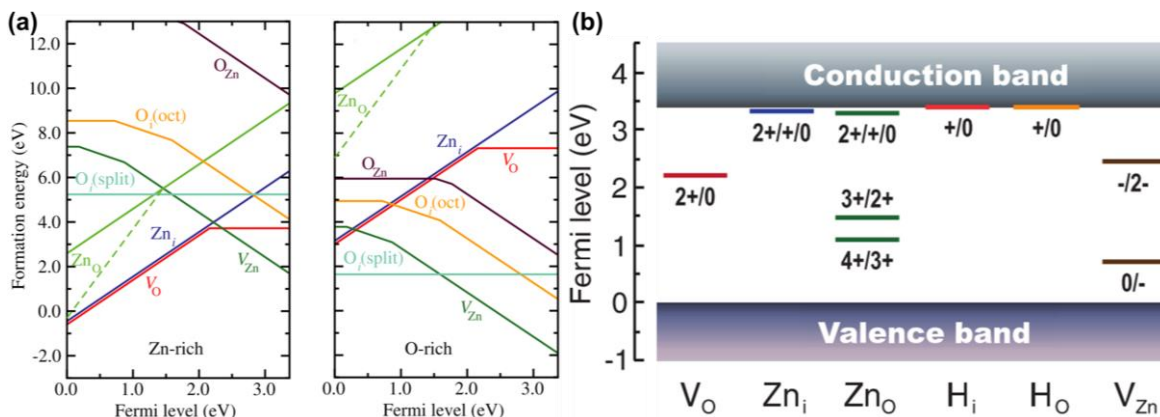 (a)
Formation energy (eV)
12.0
10.0
8.0
6.0
4.0
2.0
0.0
-2.0
O_Zn
O_i(oct)
O_i(split)
Zn_i
Zn_O
V_Zn
V_O
Zn-rich
0.0 1.0 2.0 3.0
Fermi level (eV)
Zn_O
Zn_i
V_O
O_Zn
O_i(oct)
O_i(split)
V_Zn
O-rich
0.0 1.0 2.0 3.0
Fermi level (eV)
(b)
Fermi level (eV)
4
3
2
1
0
-1
Conduction band
2+/+/0 2+/+/0 +/0 +/0
-/2-
2+/0
3+/2+
4+/3+
0/-
Valence band
V_O Zn_i Zn_O H_i H_O V_Zn